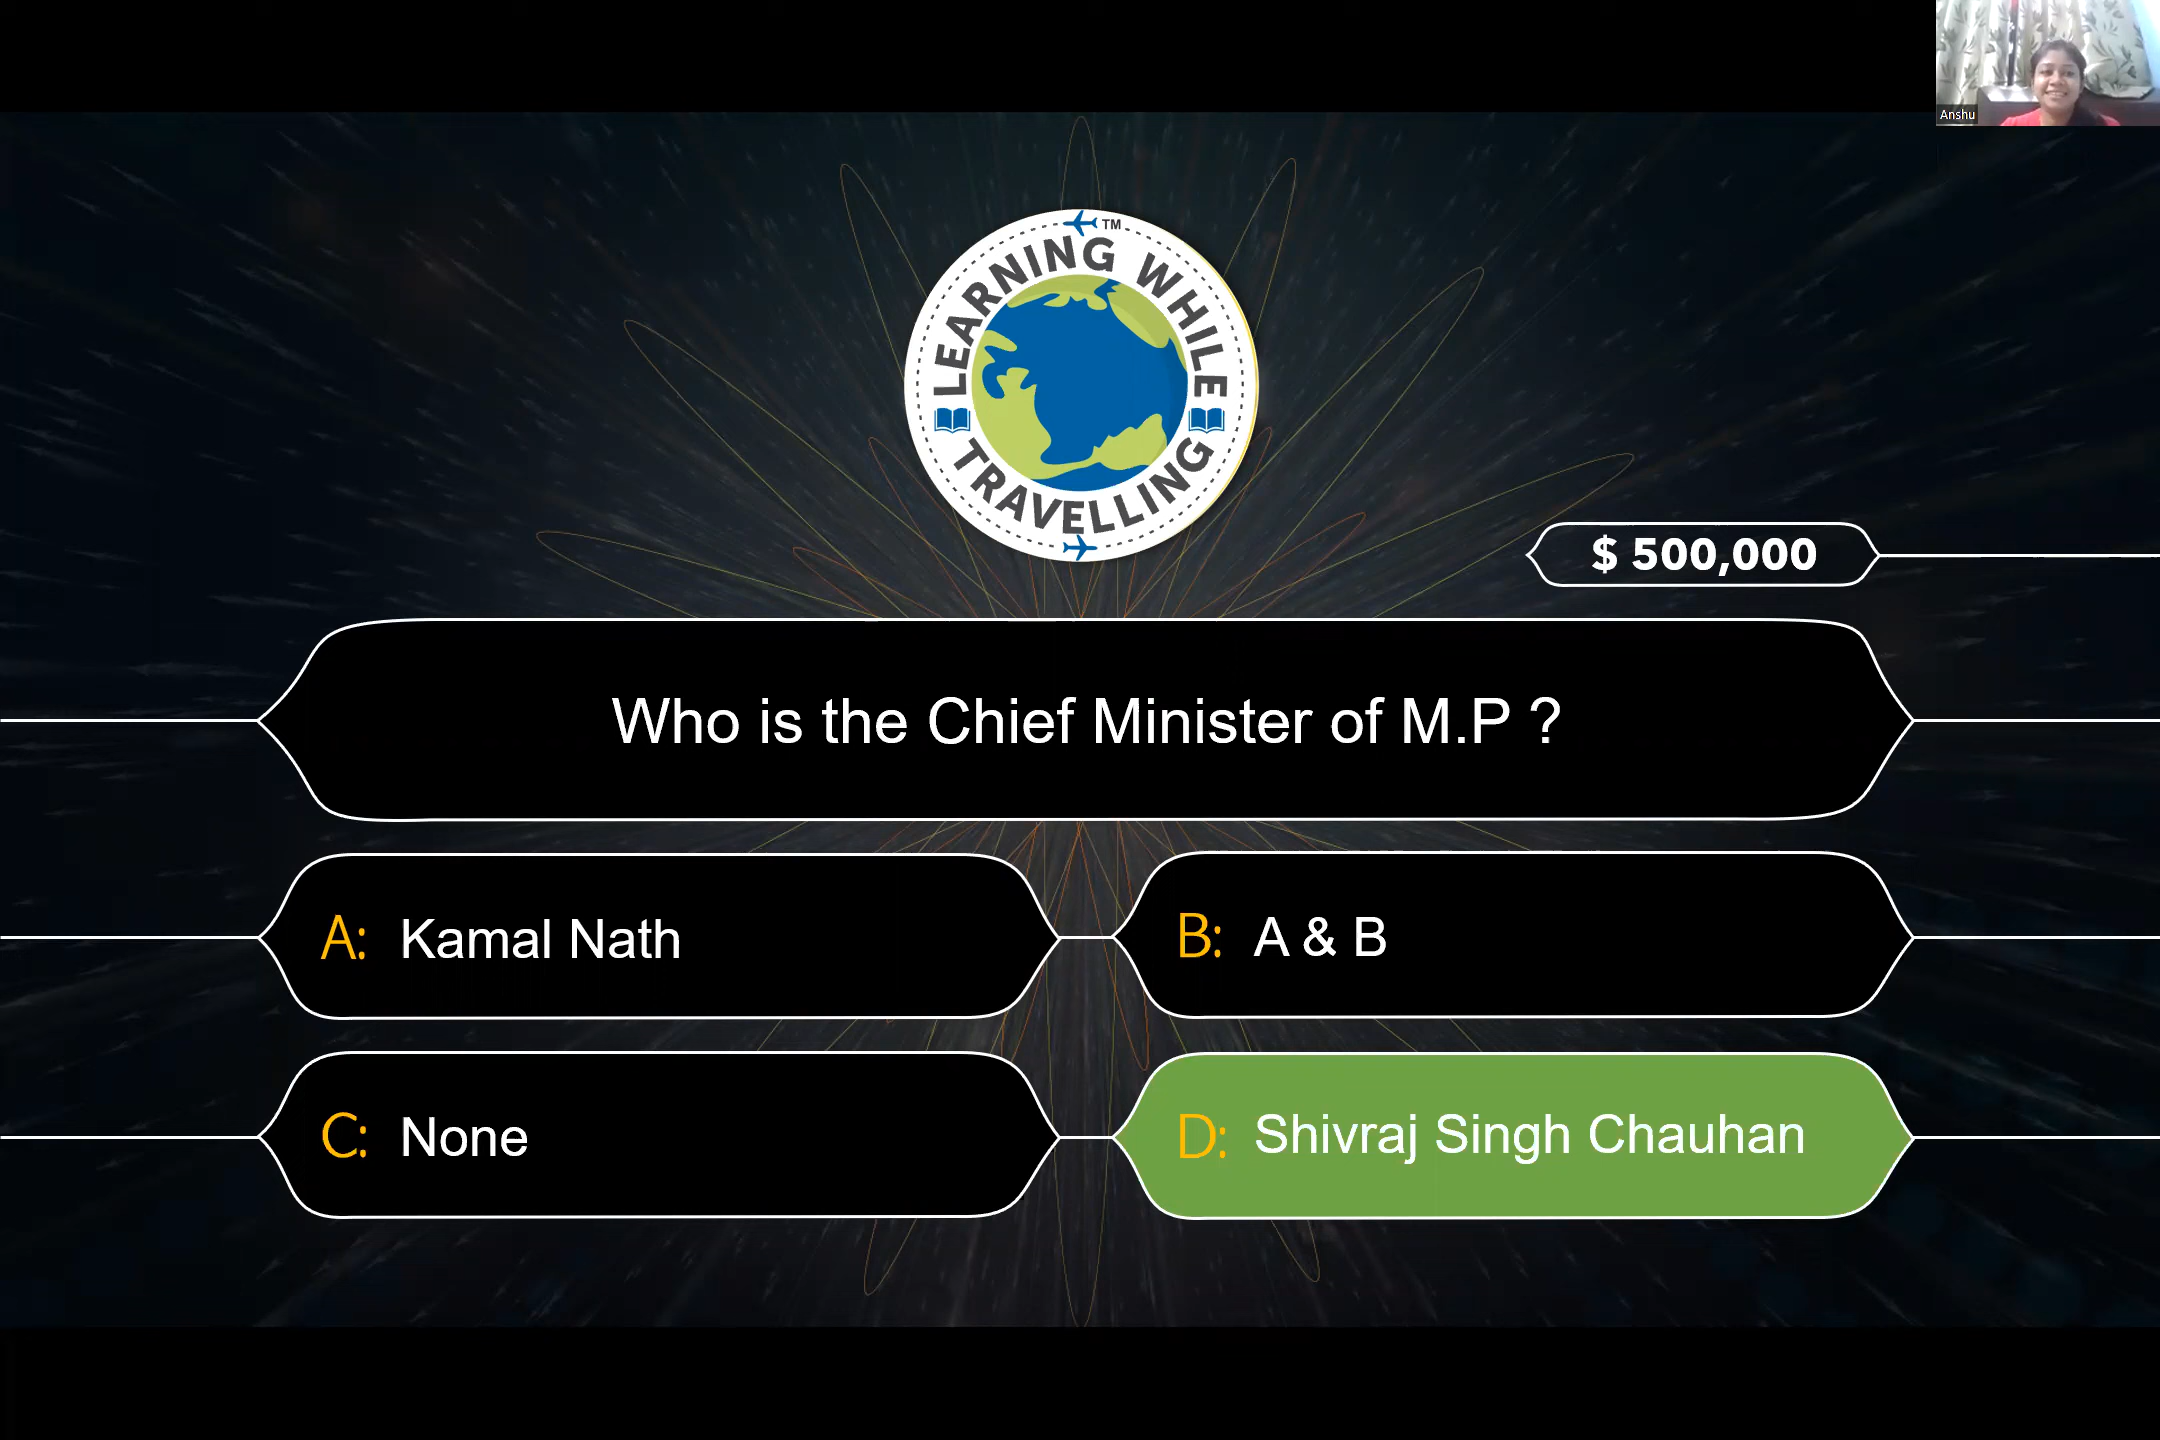 Anshu
TM
LEARNING WHILE
TRAVELLING
$ 500,000
Who is the Chief Minister of M.P ?
A: Kamal Nath
B: A & B
C: None
D: Shivraj Singh Chauhan